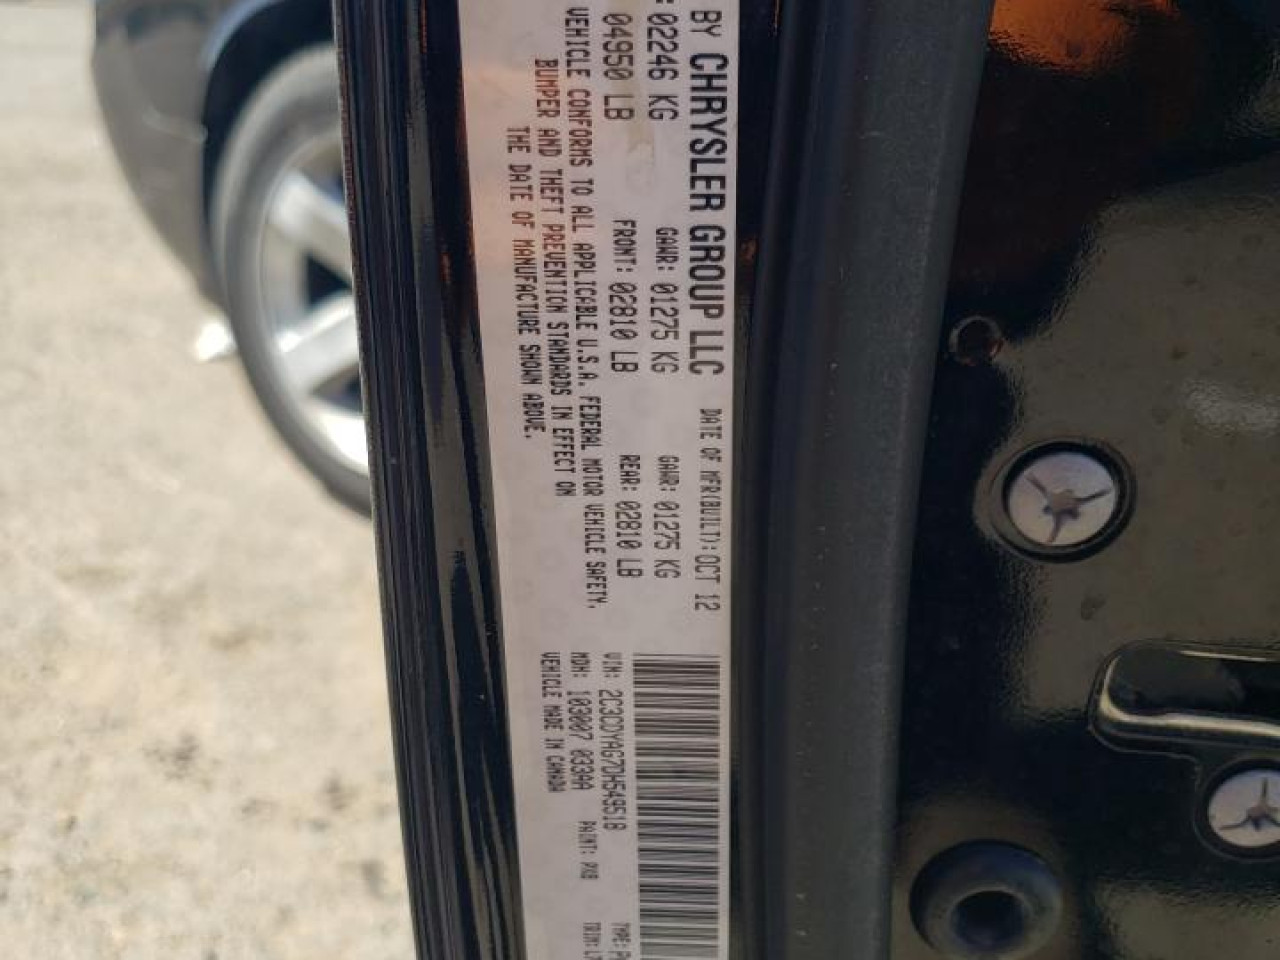 BY CHRYSLER GROUP LLC DATE OF MFR(BUILT): OCT 12
: 02246 KG GAWR: 01275 KG GAWR: 01275 KG
04950 LB FRONT: 02810 LB REAR: 02810 LB
VEHICLE CONFORMS TO ALL APPLICABLE U.S.A. FEDERAL MOTOR VEHICLE SAFETY,
BUMPER AND THEFT PREVENTION STANDARDS IN EFFECT ON
THE DATE OF MANUFACTURE SHOWN ABOVE.
VIN: 2C3CDYAG7DH549518 TYPE:
MDH: 103007 033AA PAINT: TRIM:
VEHICLE MADE IN CANADA